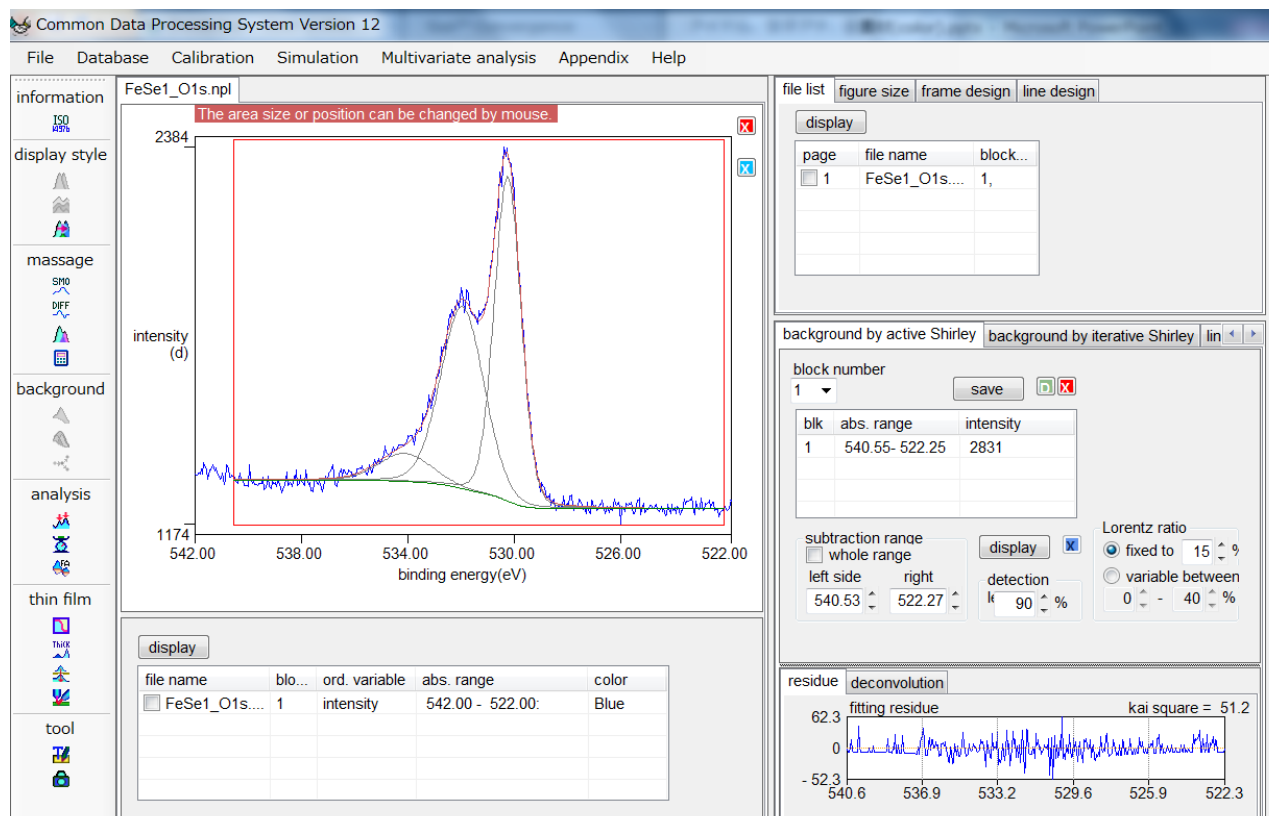 Common Data Processing System Version 12
File Database Calibration Simulation Multivariate analysis Appendix Help
information
ISO
14976
display style
massage
SMO
DIFF
background
analysis
thin film
Thick
tool
FeSe1_O1s.npl
The area size or position can be changed by mouse.
2384
intensity
(d)
1174
542.00 538.00 534.00 530.00 526.00 522.00
binding energy(eV)
display
file name blo... ord. variable abs. range color
FeSe1_O1s.... 1 intensity 542.00 - 522.00: Blue
file list figure size frame design line design
display
page file name block...
1 FeSe1_O1s.... 1,
background by active Shirley background by iterative Shirley lin
block number
1 save D X
blk abs. range intensity
1 540.55- 522.25 2831
subtraction range
whole range
left side right
540.53 522.27
display X
detection
90 %
Lorentz ratio
fixed to 15 %
variable between
0 - 40 %
residue deconvolution
fitting residue kai square = 51.2
62.3
0
- 52.3
540.6 536.9 533.2 529.6 525.9 522.3